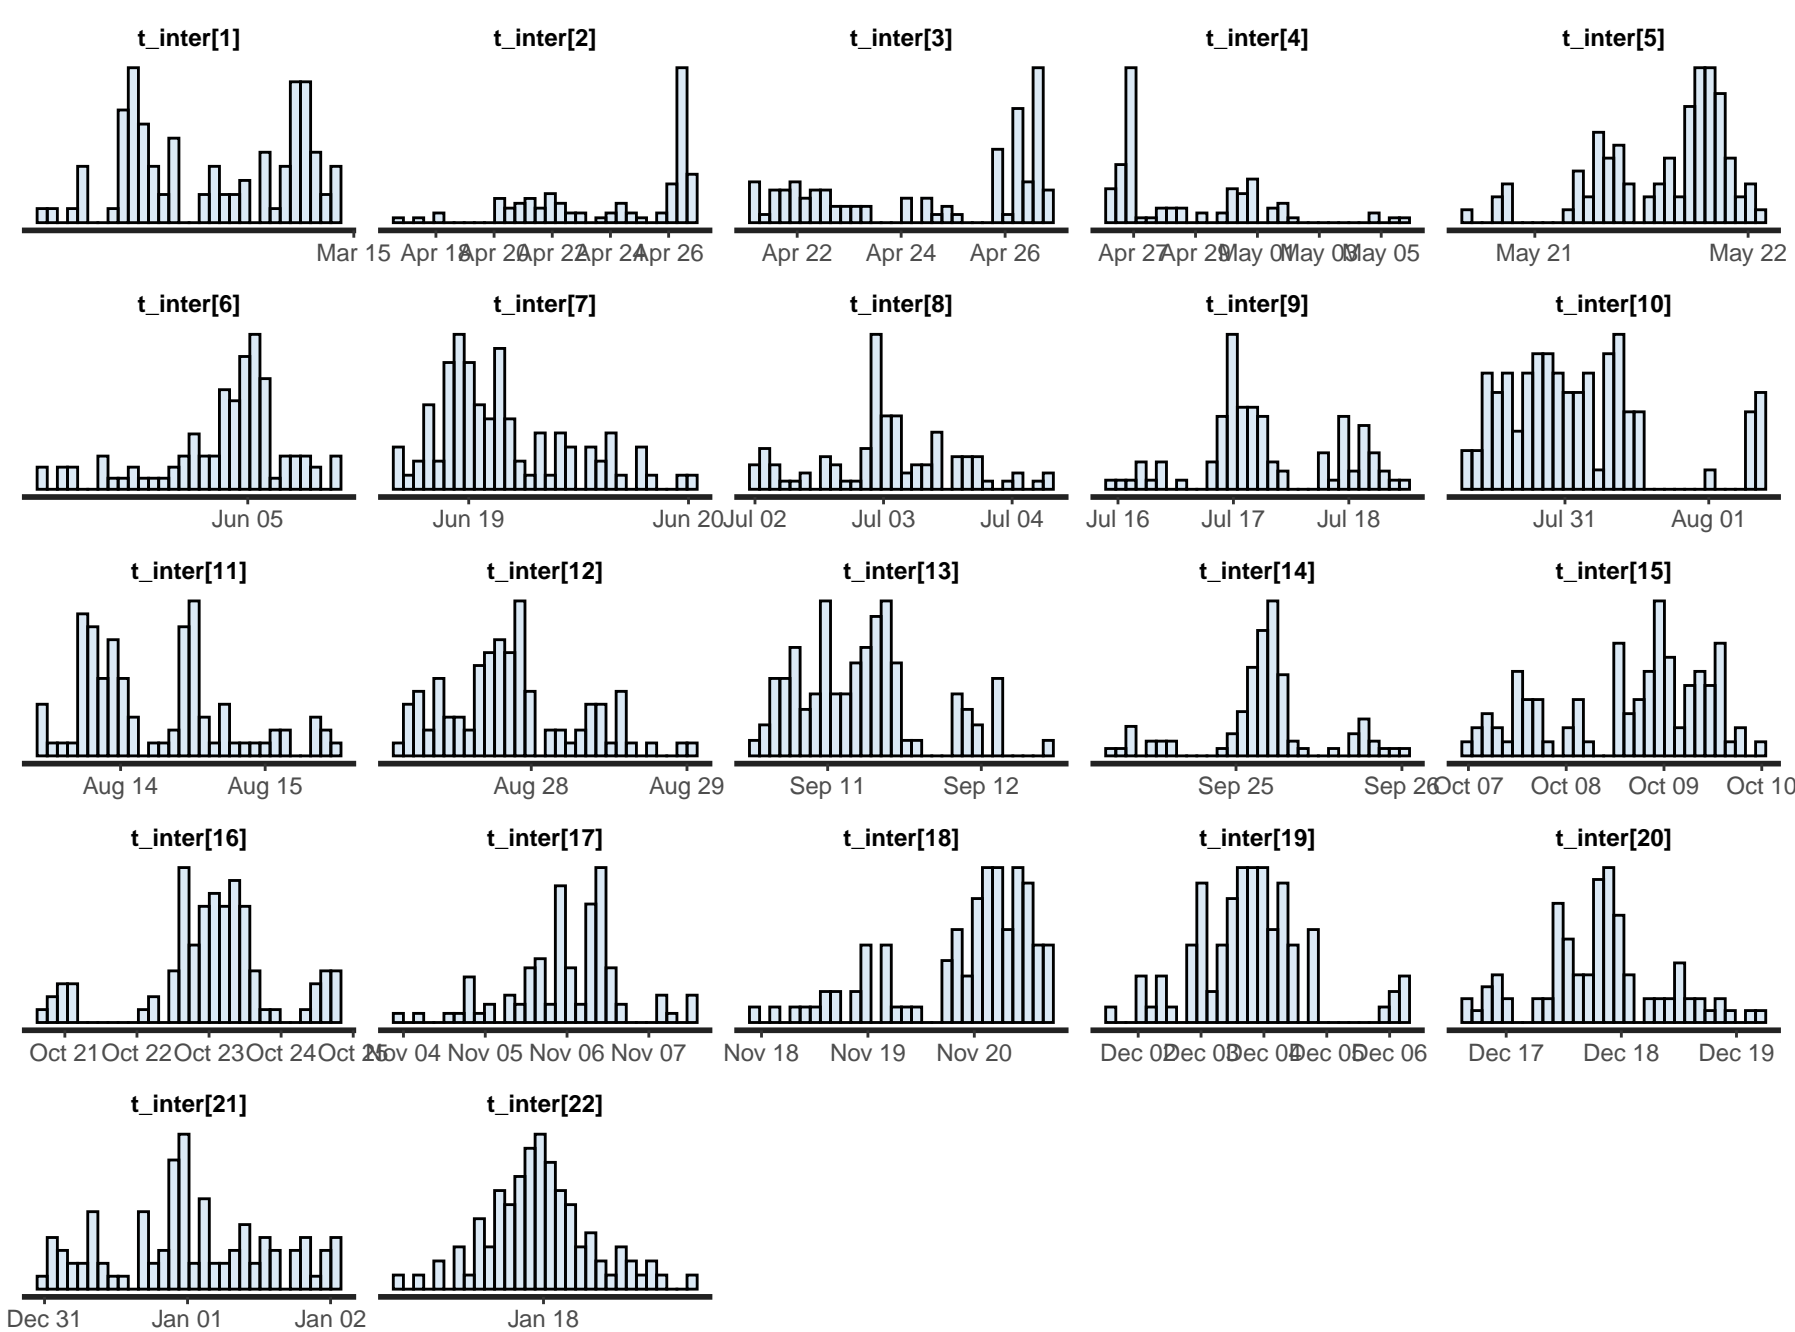 t_inter[1] t_inter[2] t_inter[3] t_inter[4] t_inter[5]
Mar 15 Apr 18 Apr 20 Apr 22 Apr 24 Apr 26 Apr 22 Apr 24 Apr 26 Apr 27 Apr 29 May 01 May 03 May 05 May 21 May 22
t_inter[6] t_inter[7] t_inter[8] t_inter[9] t_inter[10]
Jun 05 Jun 19 Jun 20 Jul 02 Jul 03 Jul 04 Jul 16 Jul 17 Jul 18 Jul 31 Aug 01
t_inter[11] t_inter[12] t_inter[13] t_inter[14] t_inter[15]
Aug 14 Aug 15 Aug 28 Aug 29 Sep 11 Sep 12 Sep 25 Sep 26 Oct 07 Oct 08 Oct 09 Oct 10
t_inter[16] t_inter[17] t_inter[18] t_inter[19] t_inter[20]
Oct 21 Oct 22 Oct 23 Oct 24 Oct 25 Nov 04 Nov 05 Nov 06 Nov 07 Nov 18 Nov 19 Nov 20 Dec 02 Dec 03 Dec 04 Dec 05 Dec 06 Dec 17 Dec 18 Dec 19
t_inter[21] t_inter[22]
Dec 31 Jan 01 Jan 02 Jan 18